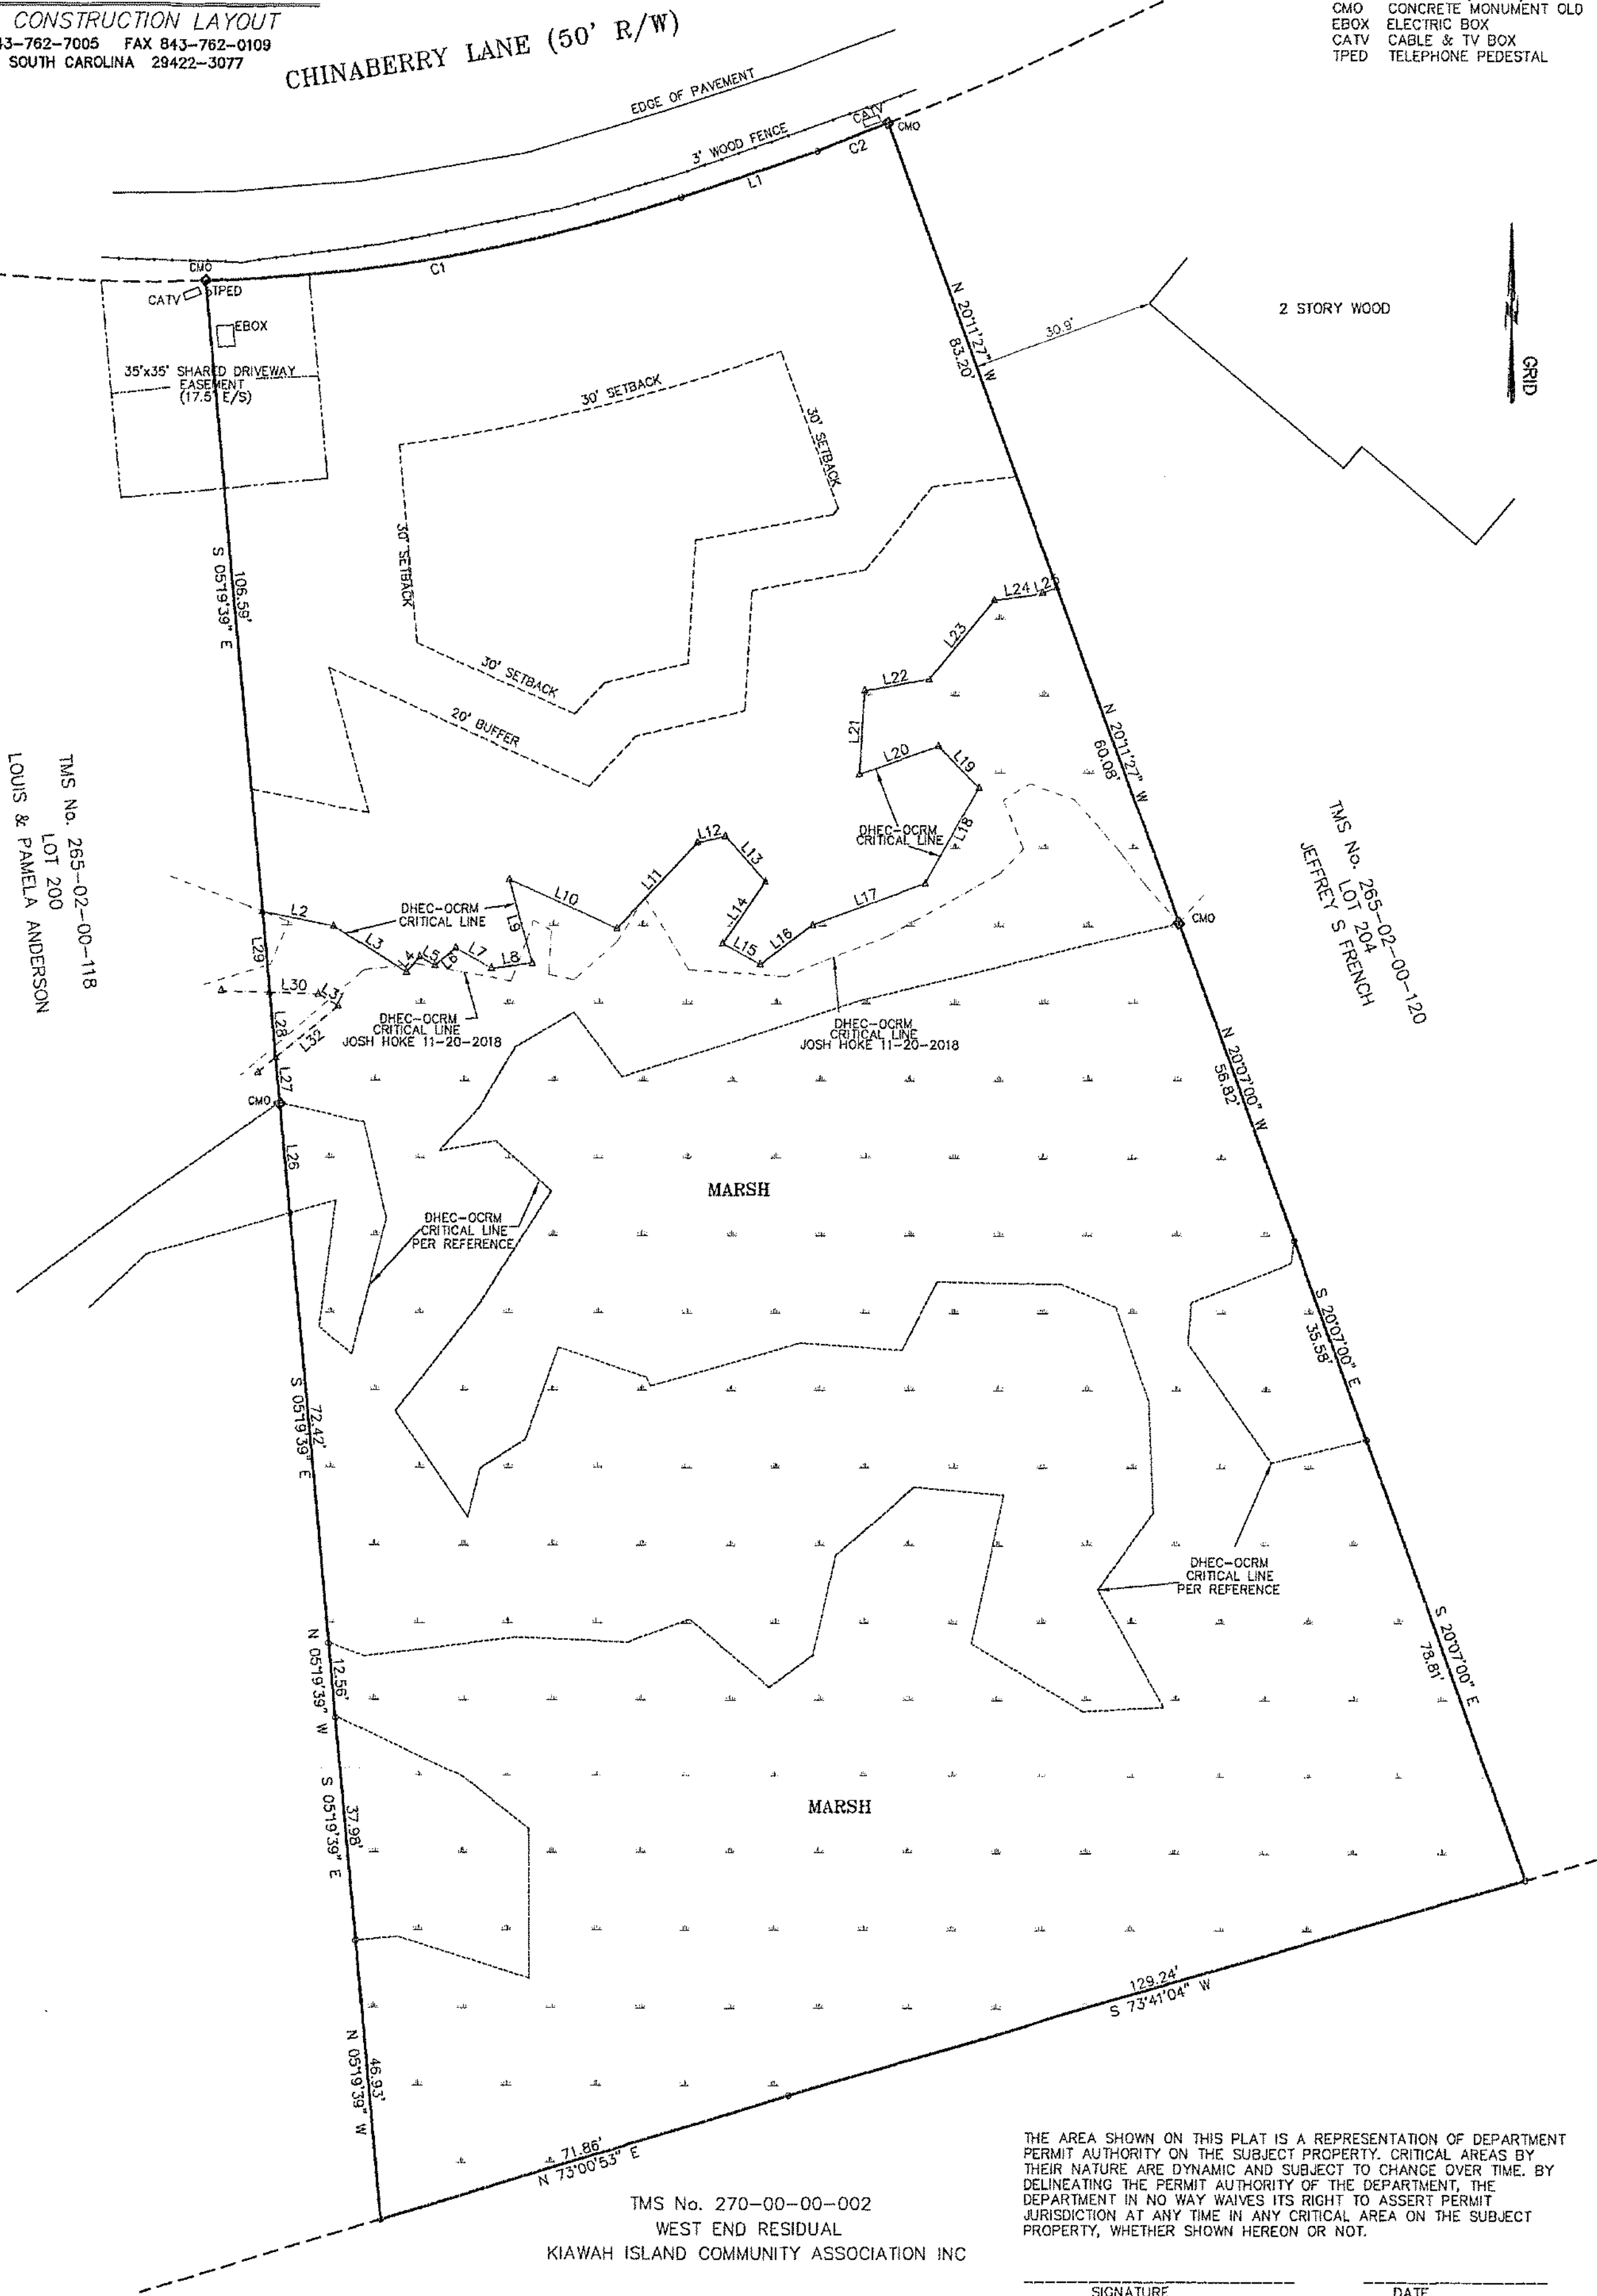 CONSTRUCTION LAYOUT
43-762-7005 FAX 843-762-0109
SOUTH CAROLINA 29422-3077
CMO CONCRETE MONUMENT OLD
EBOX ELECTRIC BOX
CATV CABLE & TV BOX
TPED TELEPHONE PEDESTAL
CHINABERRY LANE (50' R/W)
EDGE OF PAVEMENT
3' WOOD FENCE
CATV
CMO
C2
L1
C1
CMO
CATV
TPED
EBOX
35'x35' SHARED DRIVEWAY
EASEMENT
(17.5' E/S)
N 20°11'27" W
83.20'
30.9'
2 STORY WOOD
GRID
30' SETBACK
30' SETBACK
30' SETBACK
30' SETBACK
20' BUFFER
106.59'
S 05°19'39" E
L24
L25
L23
L22
L21
L20
L19
L18
DHEC-OCRM
CRITICAL LINE
N 20°11'27" W
60.08'
TMS No. 265-02-00-118
LOT 200
LOUIS & PAMELA ANDERSON
TMS No. 265-02-00-120
LOT 204
JEFFREY S FRENCH
L12
L13
L11
L14
L10
L17
L16
L15
L9
L8
L7
L6
L5
L4
L3
L2
DHEC-OCRM
CRITICAL LINE
CMO
L29
L30
L31
L28
L32
L27
CMO
L26
DHEC-OCRM
CRITICAL LINE
JOSH HOKE 11-20-2018
DHEC-OCRM
CRITICAL LINE
JOSH HOKE 11-20-2018
N 20°07'00" W
56.82'
MARSH
DHEC-OCRM
CRITICAL LINE
PER REFERENCE
S 20°07'00" E
35.58'
72.42'
S 05°19'39" E
DHEC-OCRM
CRITICAL LINE
PER REFERENCE
S 20°07'00" E
78.81'
12.56'
N 05°19'39" W
37.98'
S 05°19'39" E
MARSH
129.24'
S 73°41'04" W
46.93'
N 05°19'39" W
71.86'
N 73°00'53" E
TMS No. 270-00-00-002
WEST END RESIDUAL
KIAWAH ISLAND COMMUNITY ASSOCIATION INC
THE AREA SHOWN ON THIS PLAT IS A REPRESENTATION OF DEPARTMENT
PERMIT AUTHORITY ON THE SUBJECT PROPERTY. CRITICAL AREAS BY
THEIR NATURE ARE DYNAMIC AND SUBJECT TO CHANGE OVER TIME. BY
DELINEATING THE PERMIT AUTHORITY OF THE DEPARTMENT, THE
DEPARTMENT IN NO WAY WAIVES ITS RIGHT TO ASSERT PERMIT
JURISDICTION AT ANY TIME IN ANY CRITICAL AREA ON THE SUBJECT
PROPERTY, WHETHER SHOWN HEREON OR NOT.
SIGNATURE
DATE